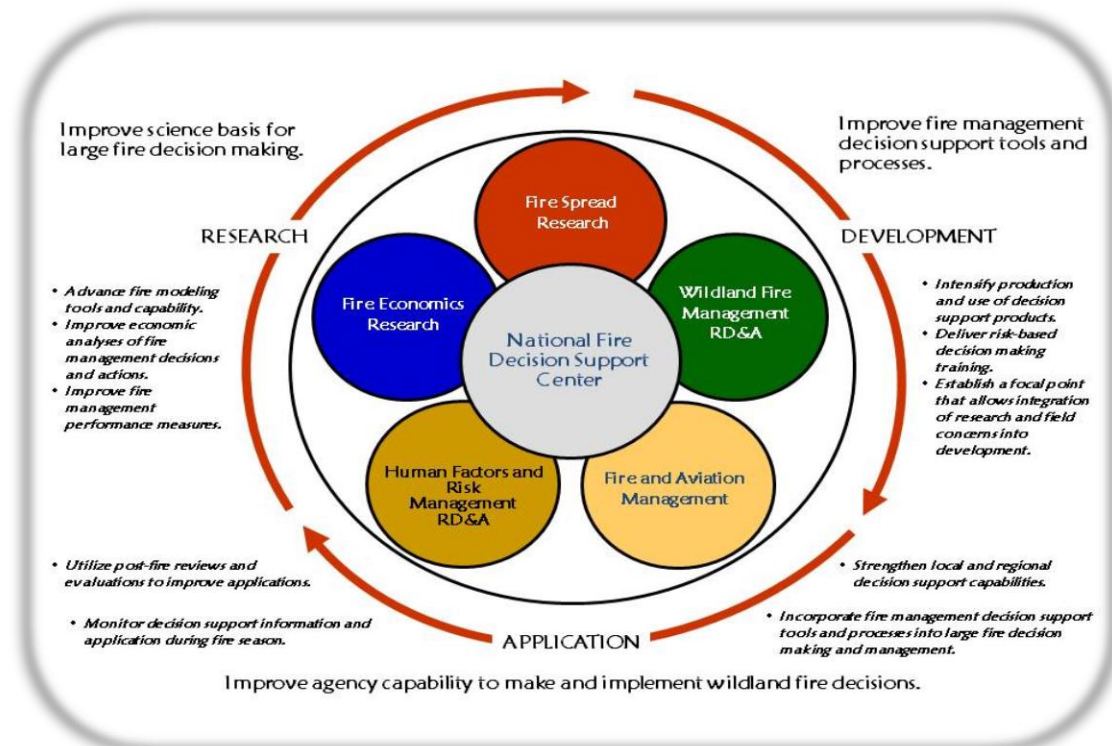 Improve science basis for
large fire decision making.
Improve fire management
decision support tools and
processes.
RESEARCH
DEVELOPMENT
• Advance fire modeling
tools and capability.
• Improve economic
analyses of fire
management decisions
and actions.
• Improve fire
management
performance measures.
Fire Spread
Research
Fire Economics
Research
Wildland Fire
Management
RD&A
National Fire
Decision Support
Center
Human Factors and
Risk
Management
RD&A
Fire and Aviation
Management
• Intensify production
and use of decision
support products.
• Deliver risk-based
decision making
training.
• Establish a focal point
that allows integration
of research and field
concerns into
development.
• Utilize post-fire reviews and
evaluations to improve applications.
• Monitor decision support information and
application during fire season.
APPLICATION
• Strengthen local and regional
decision support capabilities.
• Incorporate fire management decision support
tools and processes into large fire decision
making and management.
Improve agency capability to make and implement wildland fire decisions.